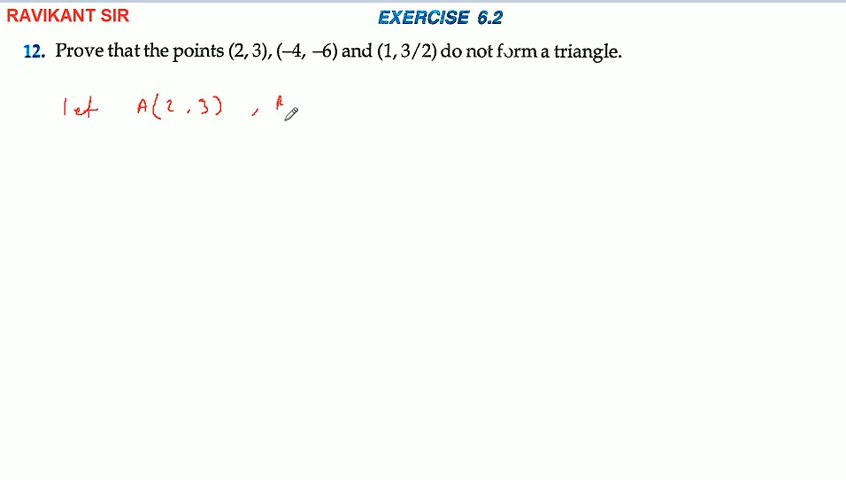 RAVIKANT SIR
EXERCISE 6.2
12. Prove that the points (2, 3), (–4, –6) and (1, 3/2) do not form a triangle.
let A(2,3) ,